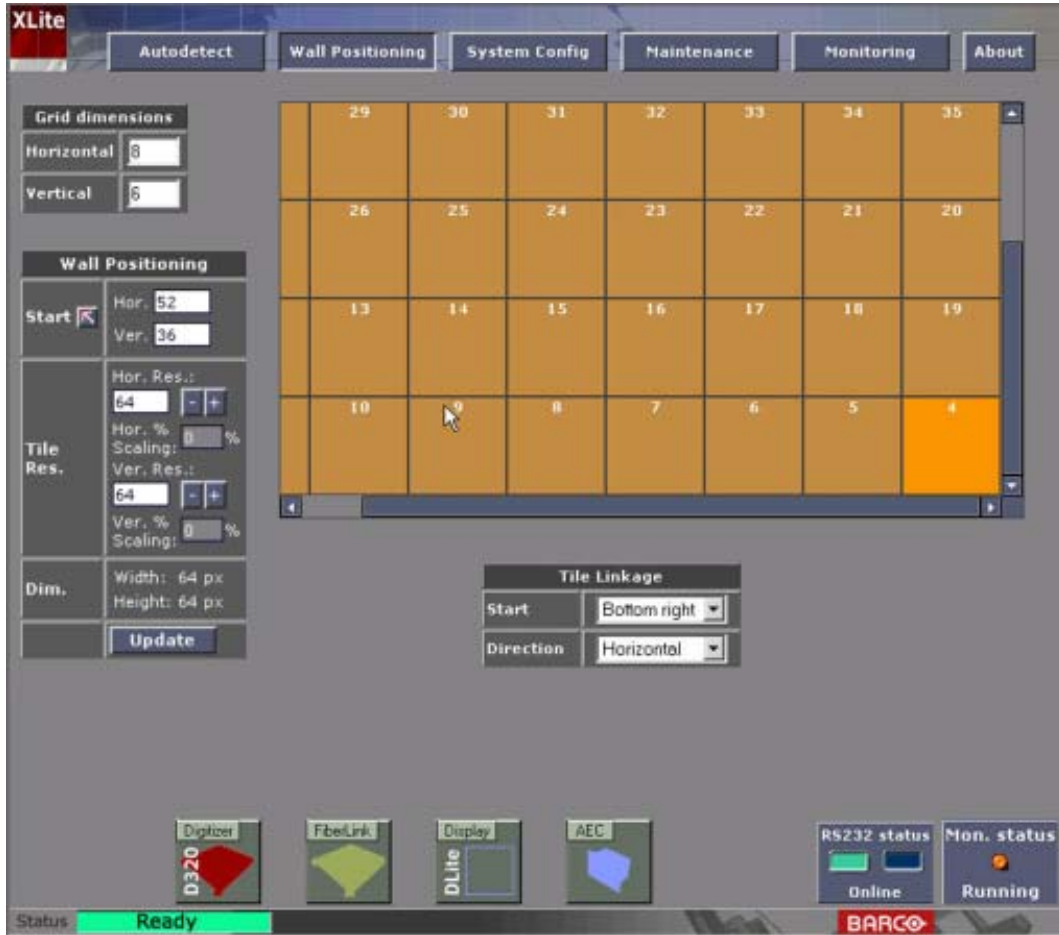 XLite
Autodetect Wall Positioning System Config Maintenance Monitoring About
Grid dimensions
Horizontal 8
Vertical 6
29 30 31 32 33 34 35
26 25 24 23 22 21 20
13 14 15 16 17 18 19
10 9 8 7 6 5 4
Wall Positioning
Start Hor. 52
Ver. 36
Tile Res.
Hor. Res.:
64 - +
Hor. % Scaling: 0 %
Ver. Res.:
64 - +
Ver. % Scaling: 0 %
Dim. Width: 64 px
Height: 64 px
Update
Tile Linkage
Start Bottom right
Direction Horizontal
Digitizer
D320
FiberLink
Display
DLite
AEC
RS232 status
Online
Mon. status
Running
Status Ready
BARCO